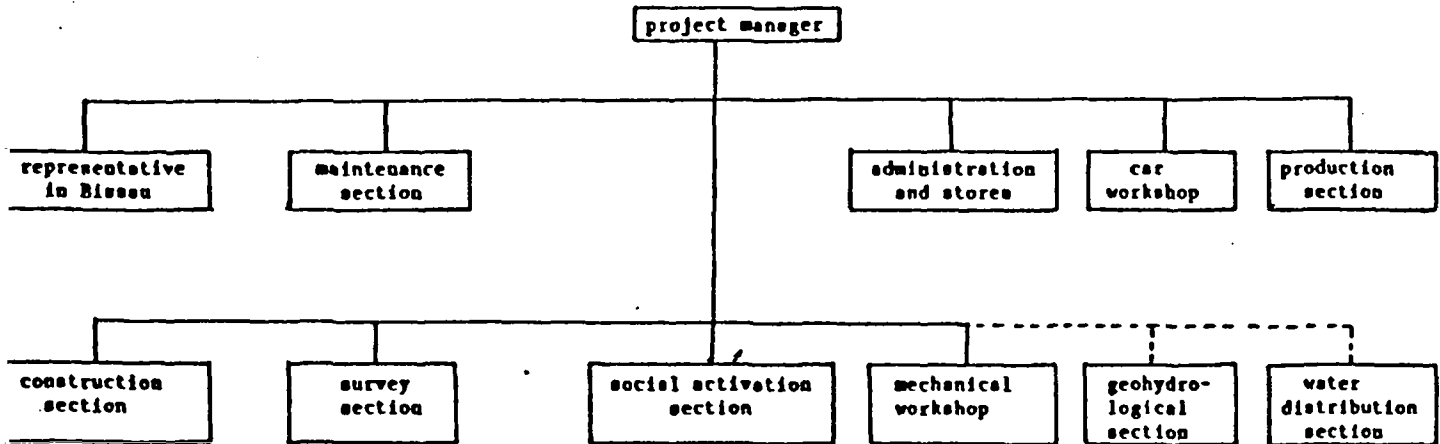 project manager
representative
in Bissau
maintenance
section
administration
and stores
car
workshop
production
section
construction
section
survey
section
social activation
section
mechanical
workshop
geohydro-
logical
section
water
distribution
section